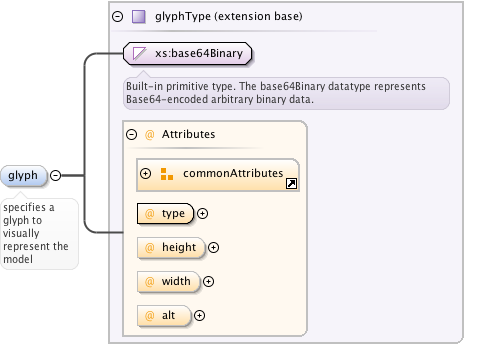 glyphType (extension base)
xs:base64Binary
Built-in primitive type. The base64Binary datatype represents
Base64-encoded arbitrary binary data.
@ Attributes
commonAttributes
glyph
specifies a
glyph to
visually
represent the
model
@ type
@ height
@ width
@ alt